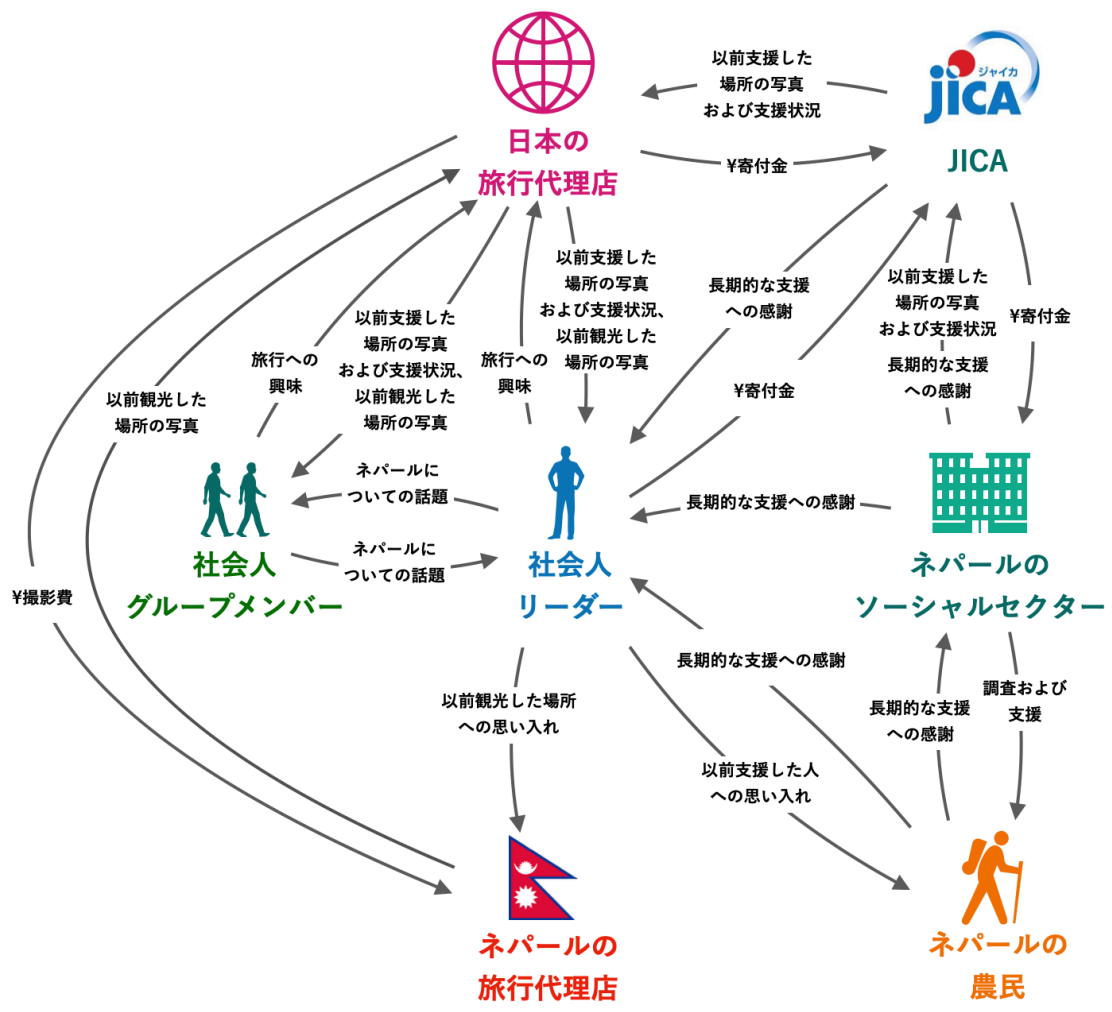 以前支援した
場所の写真
および支援状況
ジャイカ
JICA
日本の
旅行代理店
¥寄付金
JICA
以前支援した
場所の写真
および支援状況、
以前観光した
場所の写真
長期的な支援
への感謝
以前支援した
場所の写真
および支援状況
長期的な支援
への感謝
¥寄付金
以前支援した
場所の写真
および支援状況、
以前観光した
場所の写真
旅行への
興味
旅行への
興味
¥寄付金
以前観光した
場所の写真
ネパールに
ついての話題
長期的な支援への感謝
ネパールに
ついての話題
社会人
グループメンバー
社会人
リーダー
ネパールの
ソーシャルセクター
¥撮影費
長期的な支援への感謝
以前観光した場所
への思い入れ
長期的な支援
への感謝
調査および
支援
以前支援した人
への思い入れ
ネパールの
旅行代理店
ネパールの
農民